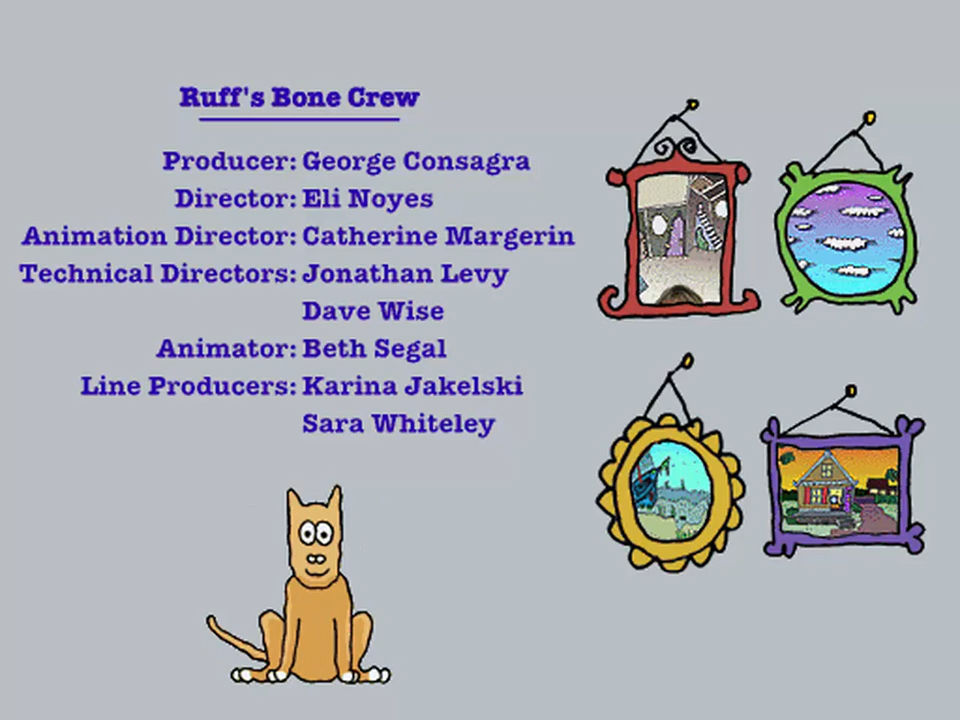 Ruff's Bone Crew
Producer: George Consagra
Director: Eli Noyes
Animation Director: Catherine Margerin
Technical Directors: Jonathan Levy
Dave Wise
Animator: Beth Segal
Line Producers: Karina Jakelski
Sara Whiteley